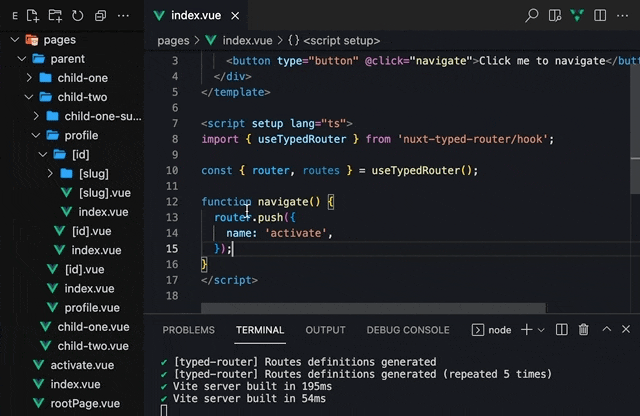 E
pages
parent
child-one
child-two
child-one-su...
profile
[id]
[slug]
[slug].vue
index.vue
[id].vue
index.vue
[id].vue
index.vue
profile.vue
child-one.vue
child-two.vue
activate.vue
index.vue
rootPage.vue
index.vue
pages > index.vue > {} <script setup>
3 <button type="button" @click="navigate">Click me to navigate</butt
4 </div>
5 </template>
6
7 <script setup lang="ts">
8 import { useTypedRouter } from 'nuxt-typed-router/hook';
9
10 const { router, routes } = useTypedRouter();
11
12 function navigate() {
13 router.push({
14 name: 'activate',
15 });
16 }
17 </script>
18
PROBLEMS TERMINAL OUTPUT DEBUG CONSOLE node
✔ [typed-router] Routes definitions generated
✔ [typed-router] Routes definitions generated (repeated 5 times)
✔ Vite server built in 195ms
✔ Vite server built in 54ms